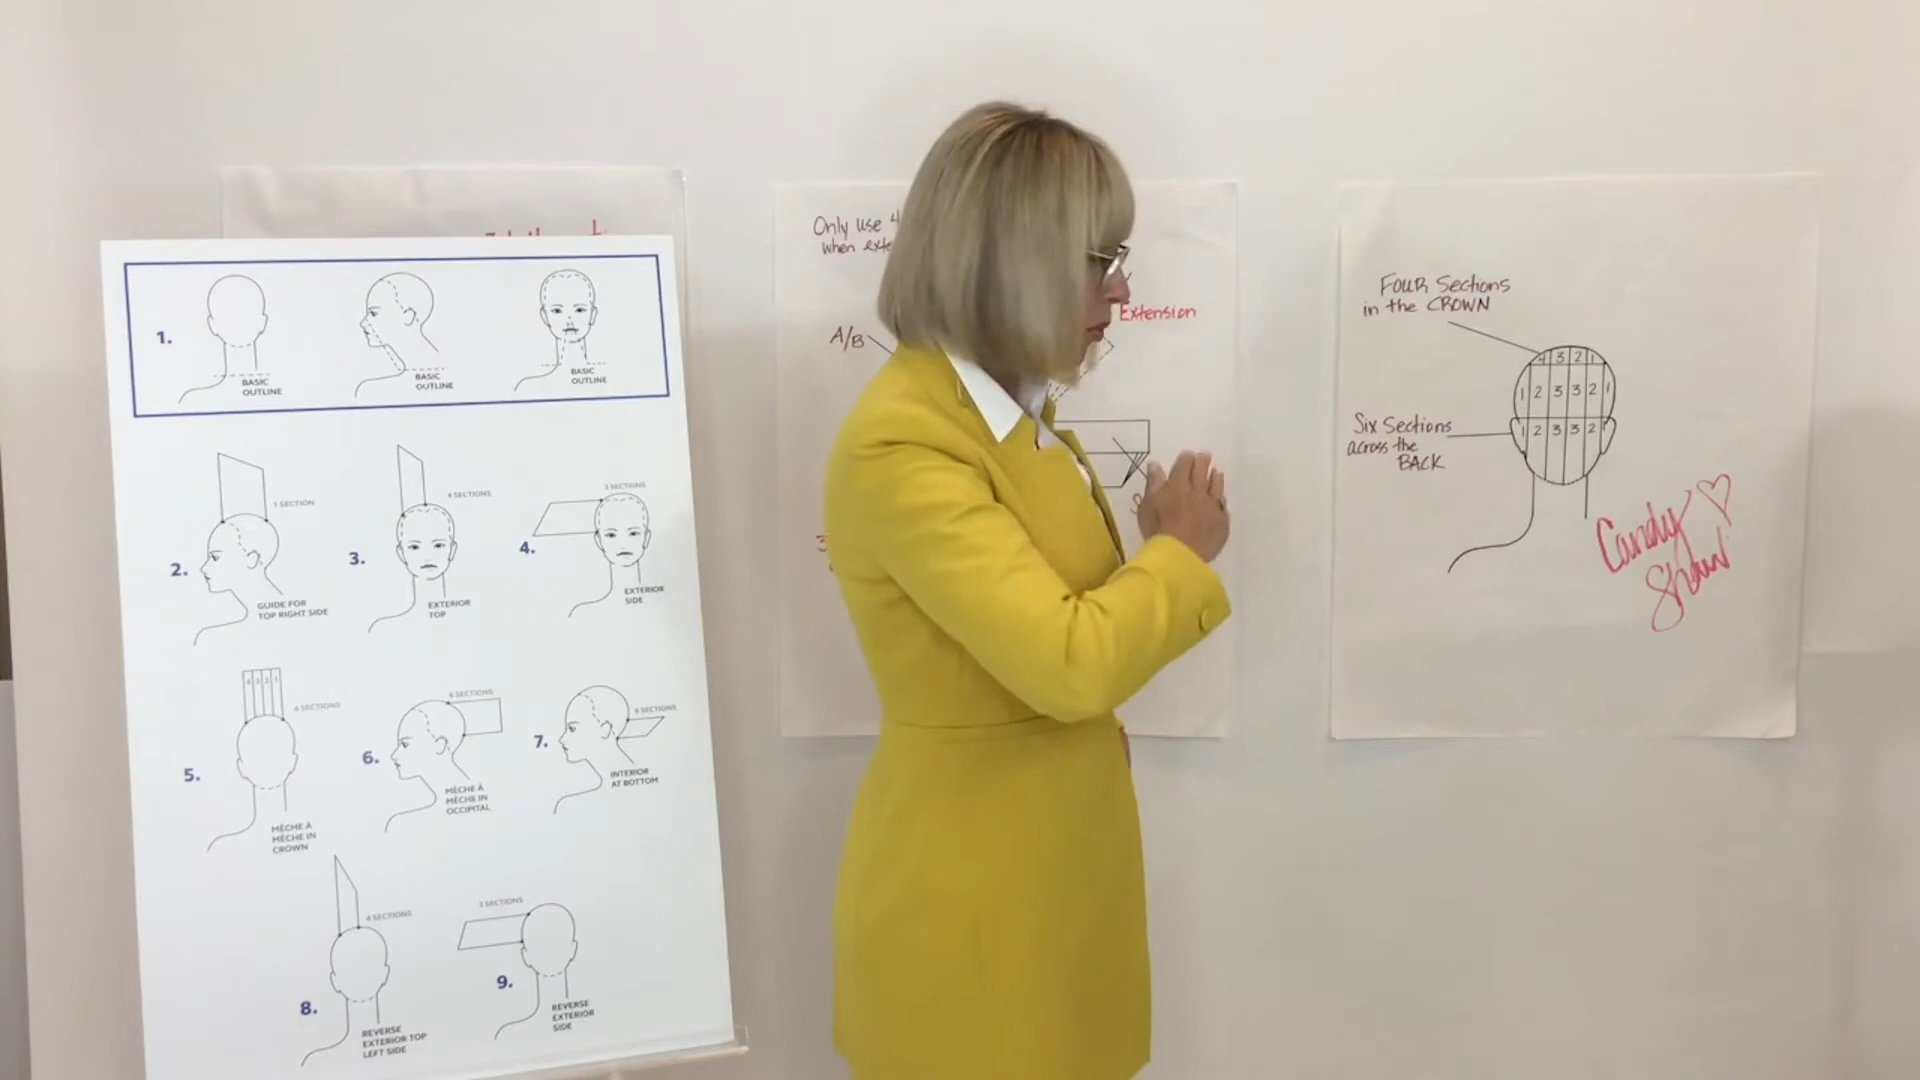 1.
BASIC
OUTLINE
BASIC
OUTLINE
BASIC
OUTLINE
2.
1 SECTION
GUIDE FOR
TOP RIGHT SIDE
3.
4 SECTIONS
EXTERIOR
TOP
4.
3 SECTIONS
EXTERIOR
SIDE
5.
4 SECTIONS
MÈCHE À
MÈCHE IN
CROWN
6.
6 SECTIONS
MÈCHE À
MÈCHE IN
OCCIPITAL
7.
6 SECTIONS
INTERIOR
AT BOTTOM
8.
4 SECTIONS
REVERSE
EXTERIOR TOP
LEFT SIDE
9.
3 SECTIONS
REVERSE
EXTERIOR
SIDE
Only use 4
when
Extension
A/B
FOUR Sections
in the CROWN
4 3 2 1
1 2 3 3 2 1
1 2 3 3 2
Six Sections
across the
BACK
Candy
Shaw